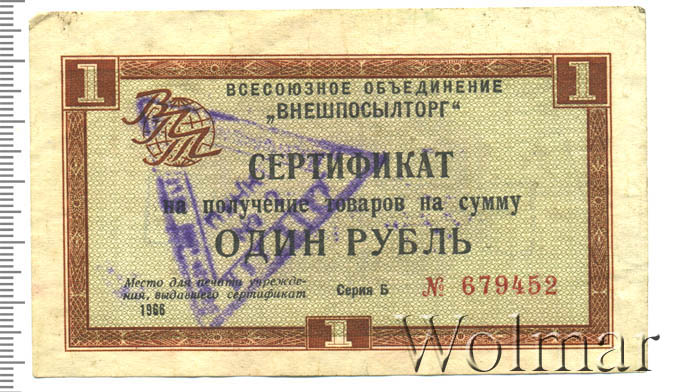 1 ВСЕСОЮЗНОЕ ОБЪЕДИНЕНИЕ 1
„ВНЕШПОСЫЛТОРГ“
ВПТ
СЕРТИФИКАТ
на получение товаров на сумму
ОДИН РУБЛЬ
Место для печати учрежде-
ния, выдавшего сертификат
1966
Серия Б № 679452
1
Wolmar